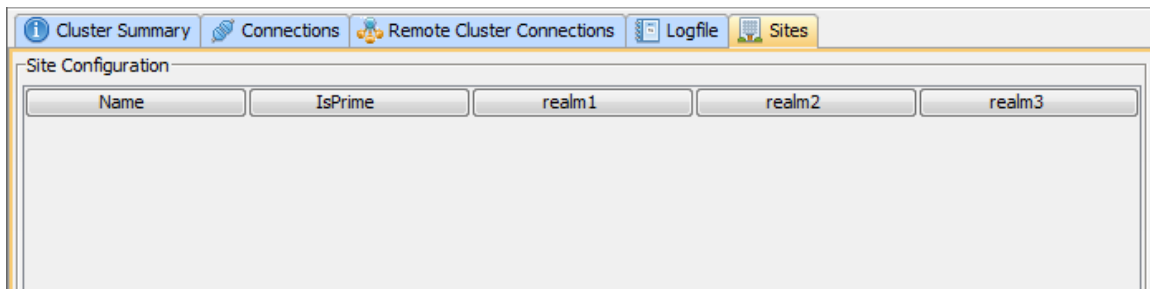 Cluster Summary Connections Remote Cluster Connections Logfile Sites
Site Configuration
Name IsPrime realm1 realm2 realm3